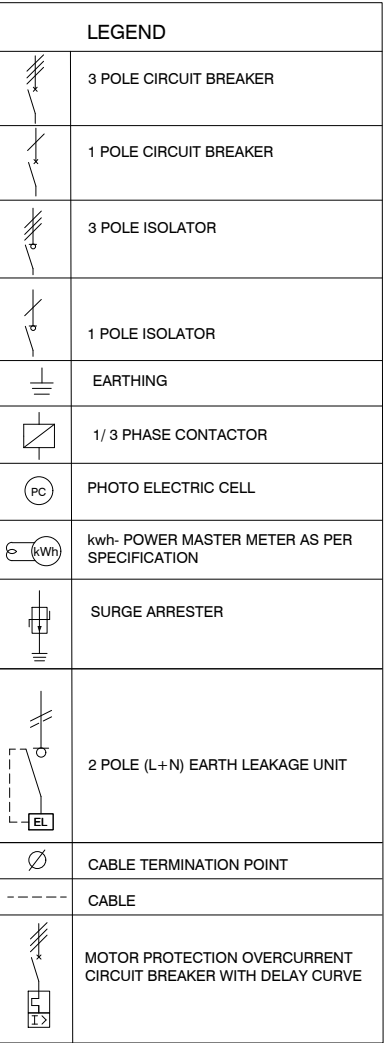 LEGEND
3 POLE CIRCUIT BREAKER
1 POLE CIRCUIT BREAKER
3 POLE ISOLATOR
1 POLE ISOLATOR
EARTHING
1/ 3 PHASE CONTACTOR
PC
PHOTO ELECTRIC CELL
kWh
kwh- POWER MASTER METER AS PER
SPECIFICATION
SURGE ARRESTER
EL
2 POLE (L+N) EARTH LEAKAGE UNIT
CABLE TERMINATION POINT
CABLE
I>
MOTOR PROTECTION OVERCURRENT
CIRCUIT BREAKER WITH DELAY CURVE